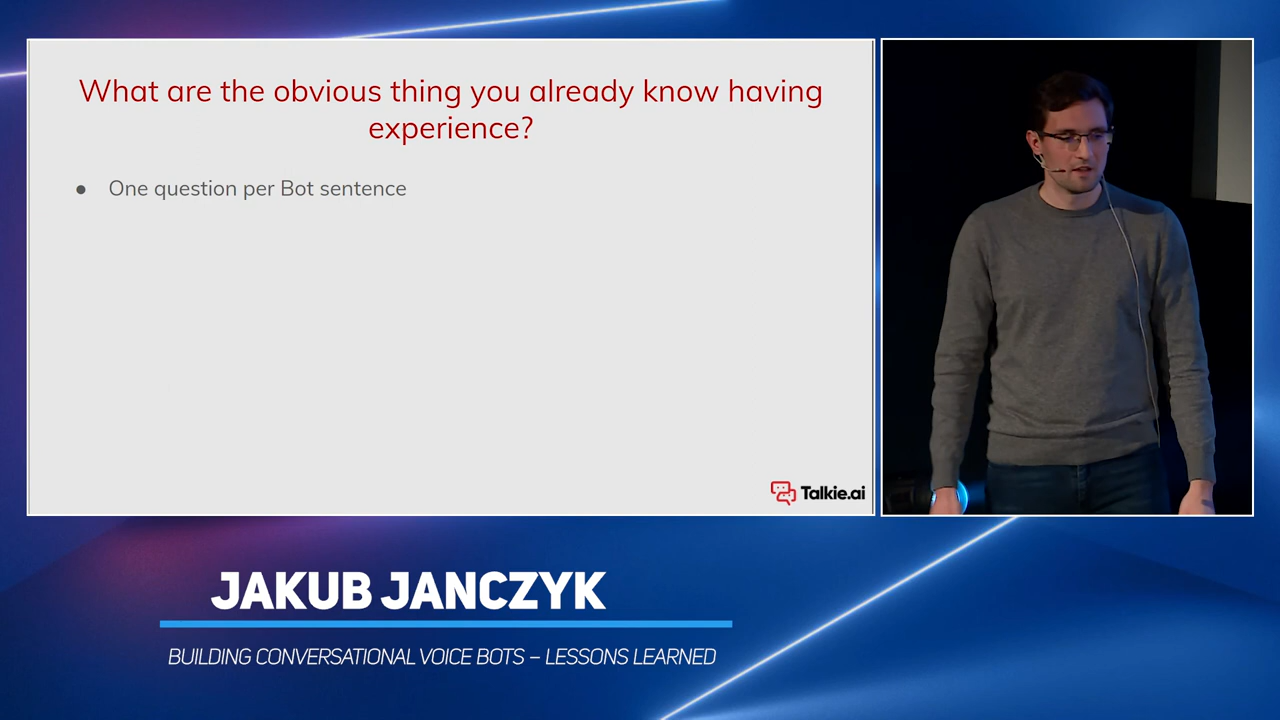 What are the obvious thing you already know having
experience?
● One question per Bot sentence
Talkie.ai
JAKUB JANCZYK
BUILDING CONVERSATIONAL VOICE BOTS – LESSONS LEARNED